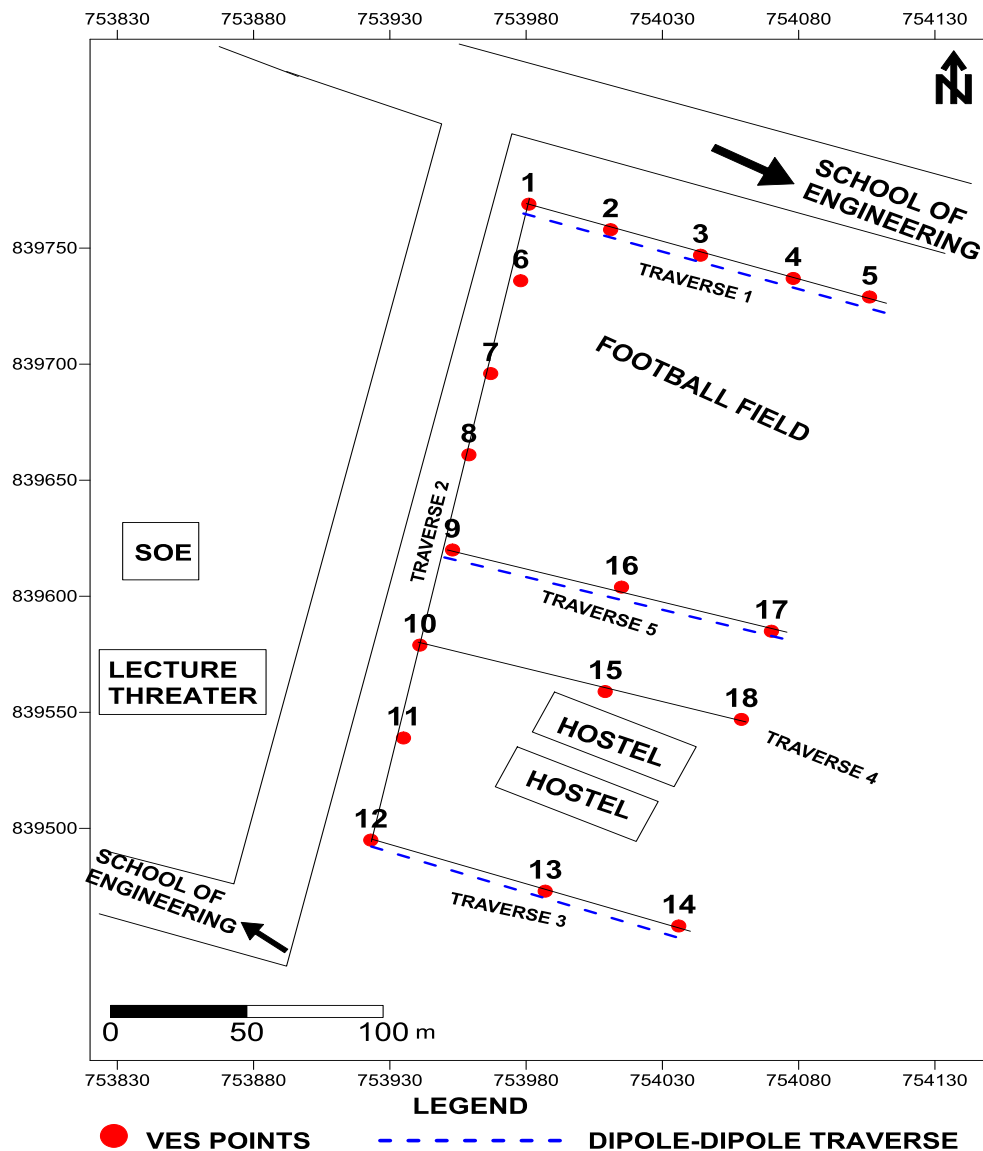 753830 753880 753930 753980 754030 754080 754130
N
SCHOOL OF
ENGINEERING
1
2
3
4
5
839750
6
TRAVERSE 1
FOOTBALL FIELD
7
839700
8
839650
TRAVERSE 2
9
SOE
16
839600
TRAVERSE 5
17
10
LECTURE
THREATER
15
18
839550
11
HOSTEL
TRAVERSE 4
HOSTEL
839500
12
13
14
TRAVERSE 3
SCHOOL OF
ENGINEERING
0 50 100 m
753830 753880 753930 753980 754030 754080 754130
LEGEND
VES POINTS DIPOLE-DIPOLE TRAVERSE